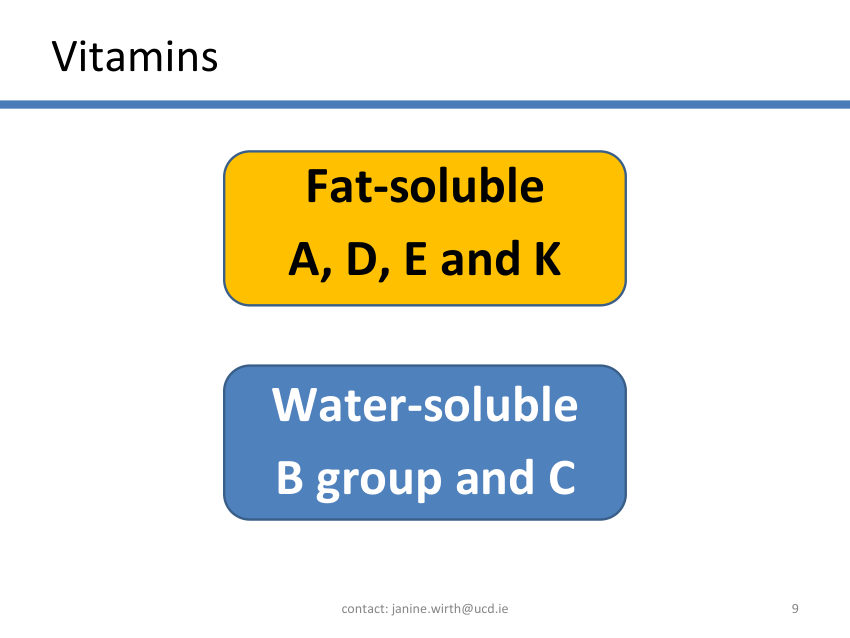 Vitamins
Fat-soluble
A, D, E and K
Water-soluble
B group and C
contact: janine.wirth@ucd.ie
9